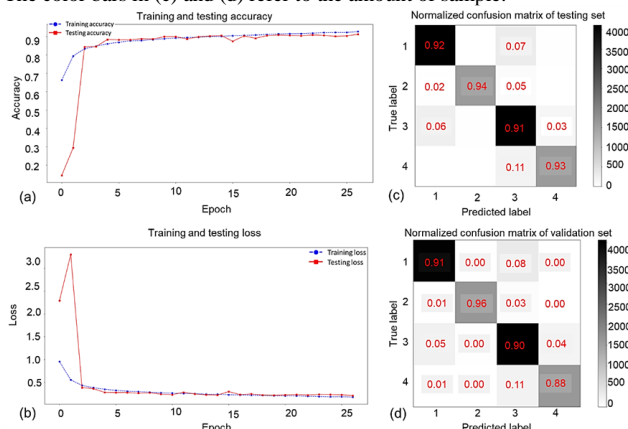 The color bars in (c) and (d) refer to the amount of sample.
Training and testing accuracy
Training accuracy
Testing accuracy
Accuracy
0.9
0.8
0.7
0.6
0.5
0.4
0.3
0.2
0 5 10 15 20 25
(a)
Epoch
Normalized confusion matrix of testing set
True label
1 0.92 0.07
2 0.02 0.94 0.05
3 0.06 0.91 0.03
4 0.11 0.93
1 2 3 4
(c)
Predicted label
4000
3500
3000
2500
2000
1500
1000
500
0
Training and testing loss
Training loss
Testing loss
Loss
3.0
2.5
2.0
1.5
1.0
0.5
0 5 10 15 20 25
(b)
Epoch
Normalized confusion matrix of validation set
True label
1 0.91 0.00 0.08 0.00
2 0.01 0.96 0.03 0.00
3 0.05 0.00 0.90 0.04
4 0.01 0.00 0.11 0.88
1 2 3 4
(d)
Predicted label
4000
3500
3000
2500
2000
1500
1000
500
0